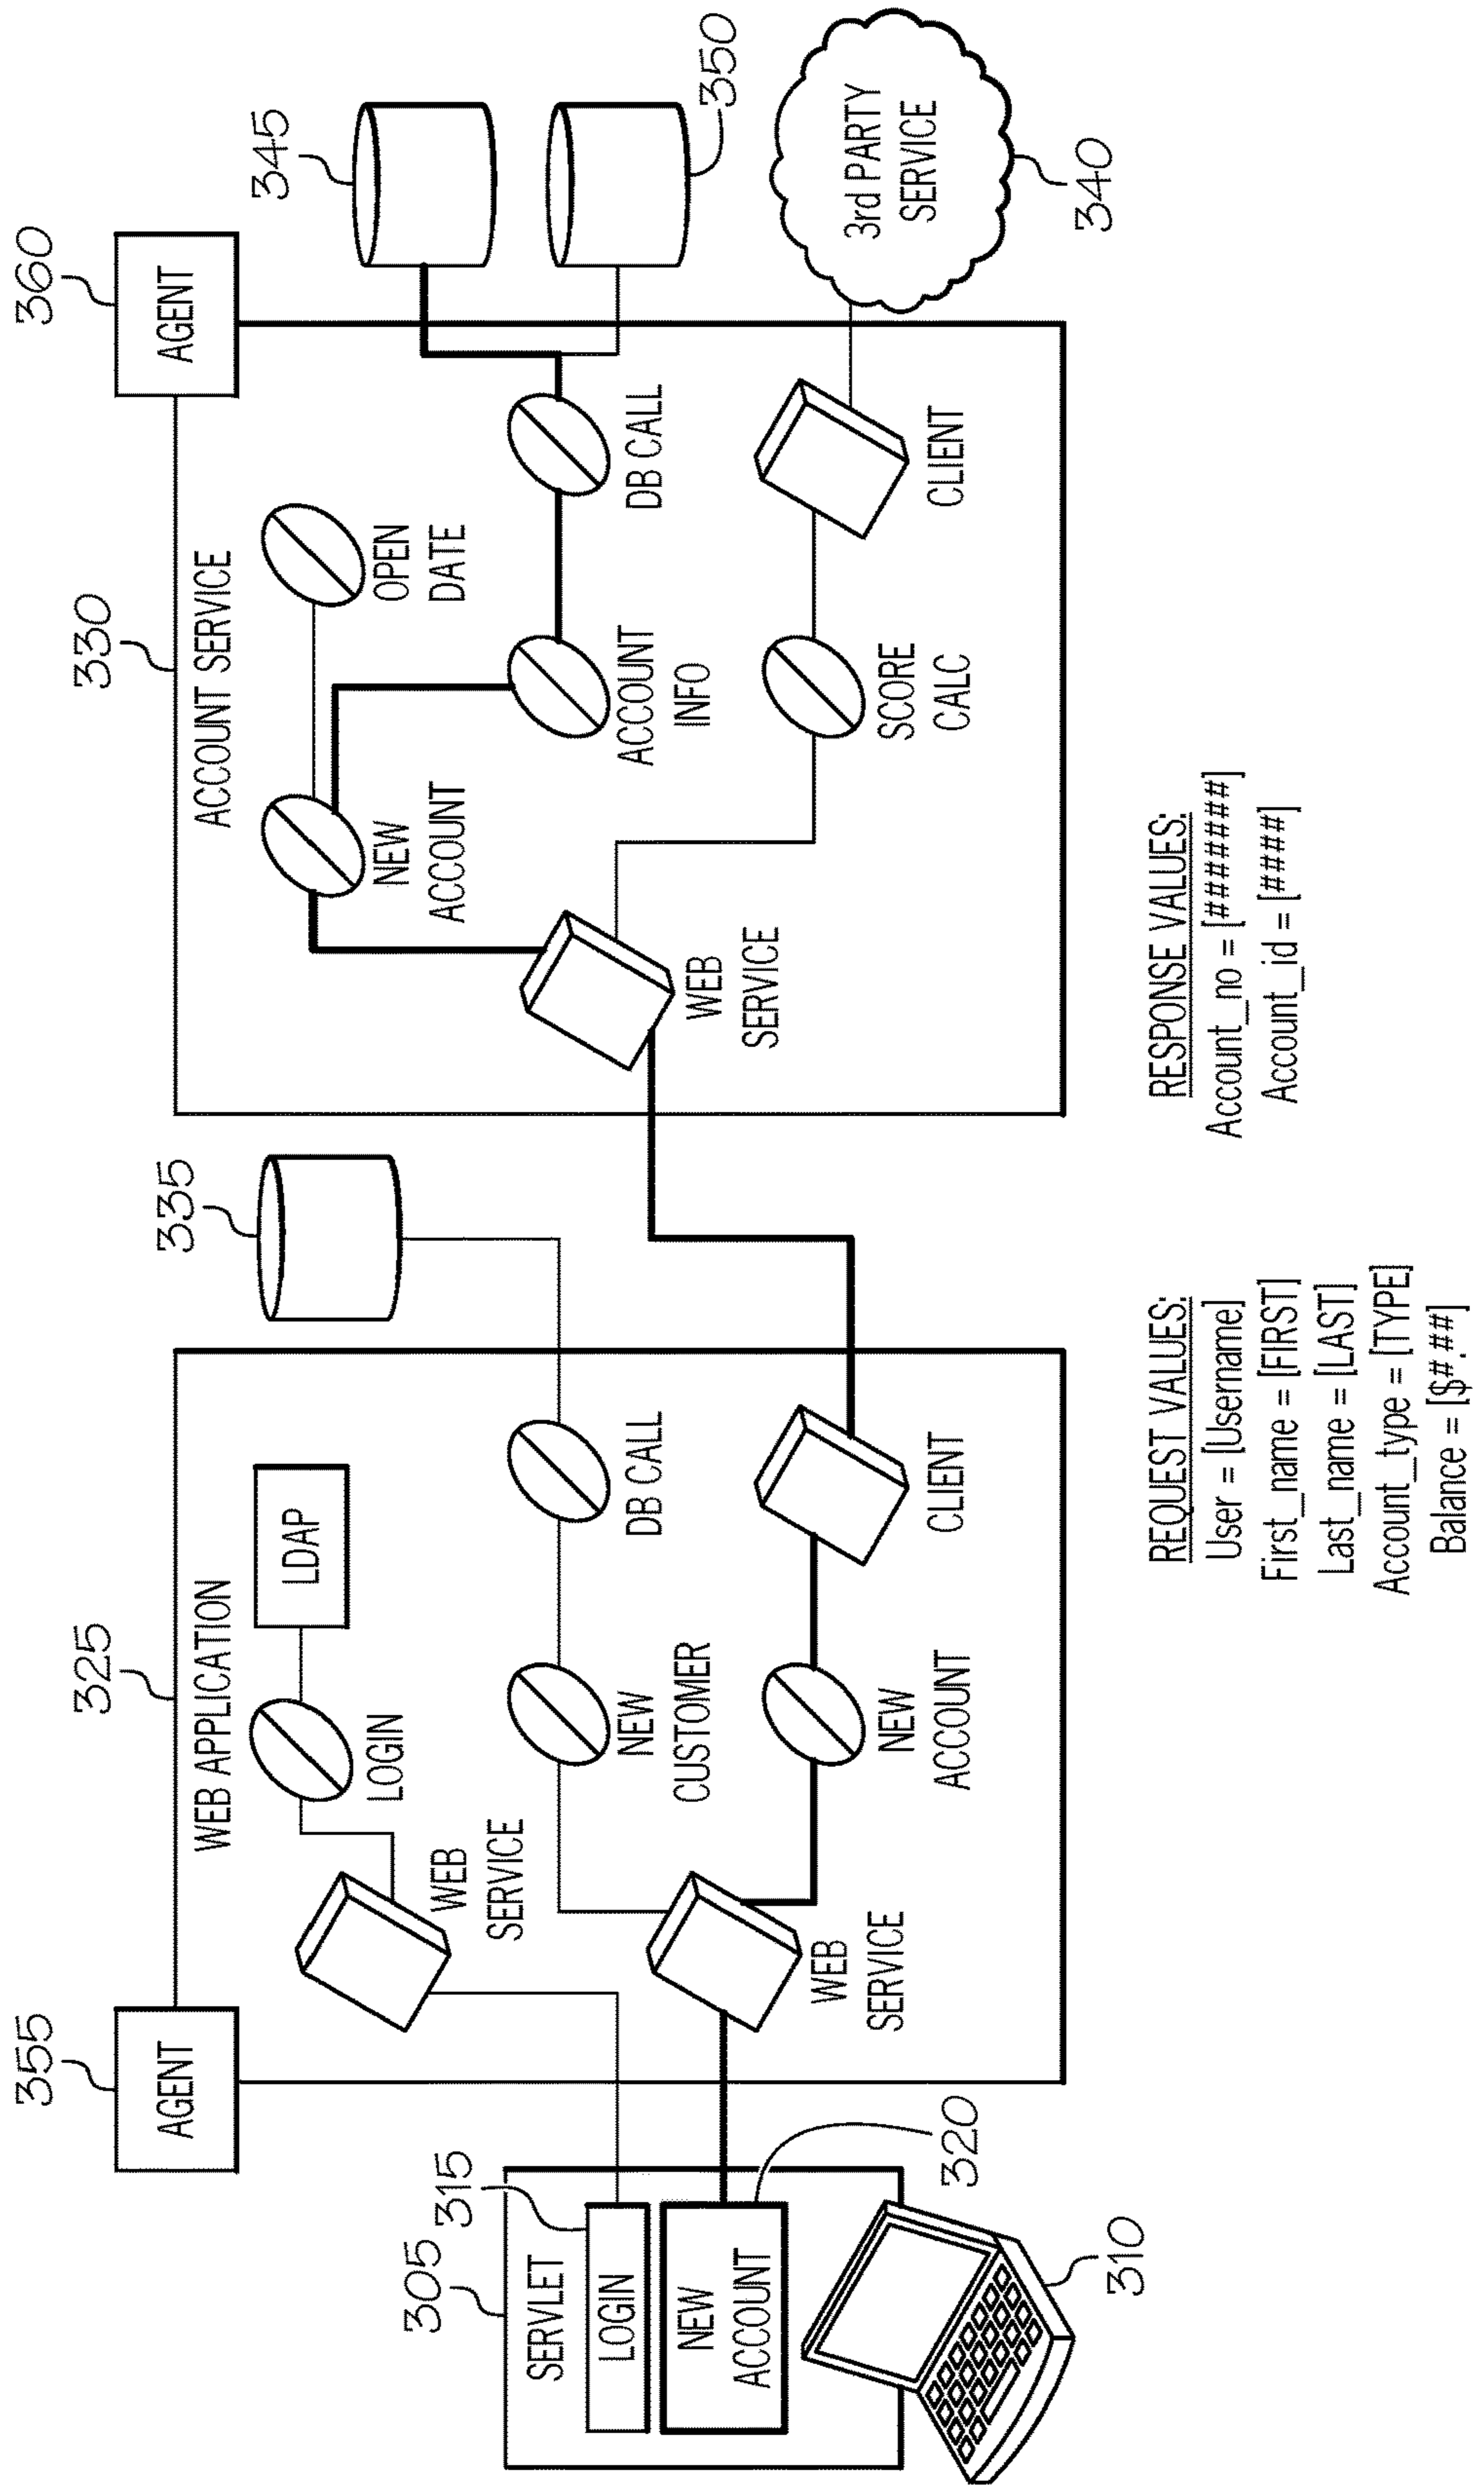 355
AGENT
325
WEB APPLICATION
335
330
ACCOUNT SERVICE
360
AGENT
345
350
305
SERVLET
315
LOGIN
NEW
ACCOUNT
320
310
WEB
SERVICE
LOGIN
LDAP
WEB
SERVICE
NEW
CUSTOMER
DB CALL
NEW
ACCOUNT
CLIENT
WEB
SERVICE
NEW
ACCOUNT
OPEN
DATE
ACCOUNT
INFO
DB CALL
SCORE
CALC
CLIENT
3rd PARTY
SERVICE
340
REQUEST VALUES:
User = [Username]
First_name = [FIRST]
Last_name = [LAST]
Account_type = [TYPE]
Balance = [$#.##]
RESPONSE VALUES:
Account_no = [#######]
Account_id = [####]